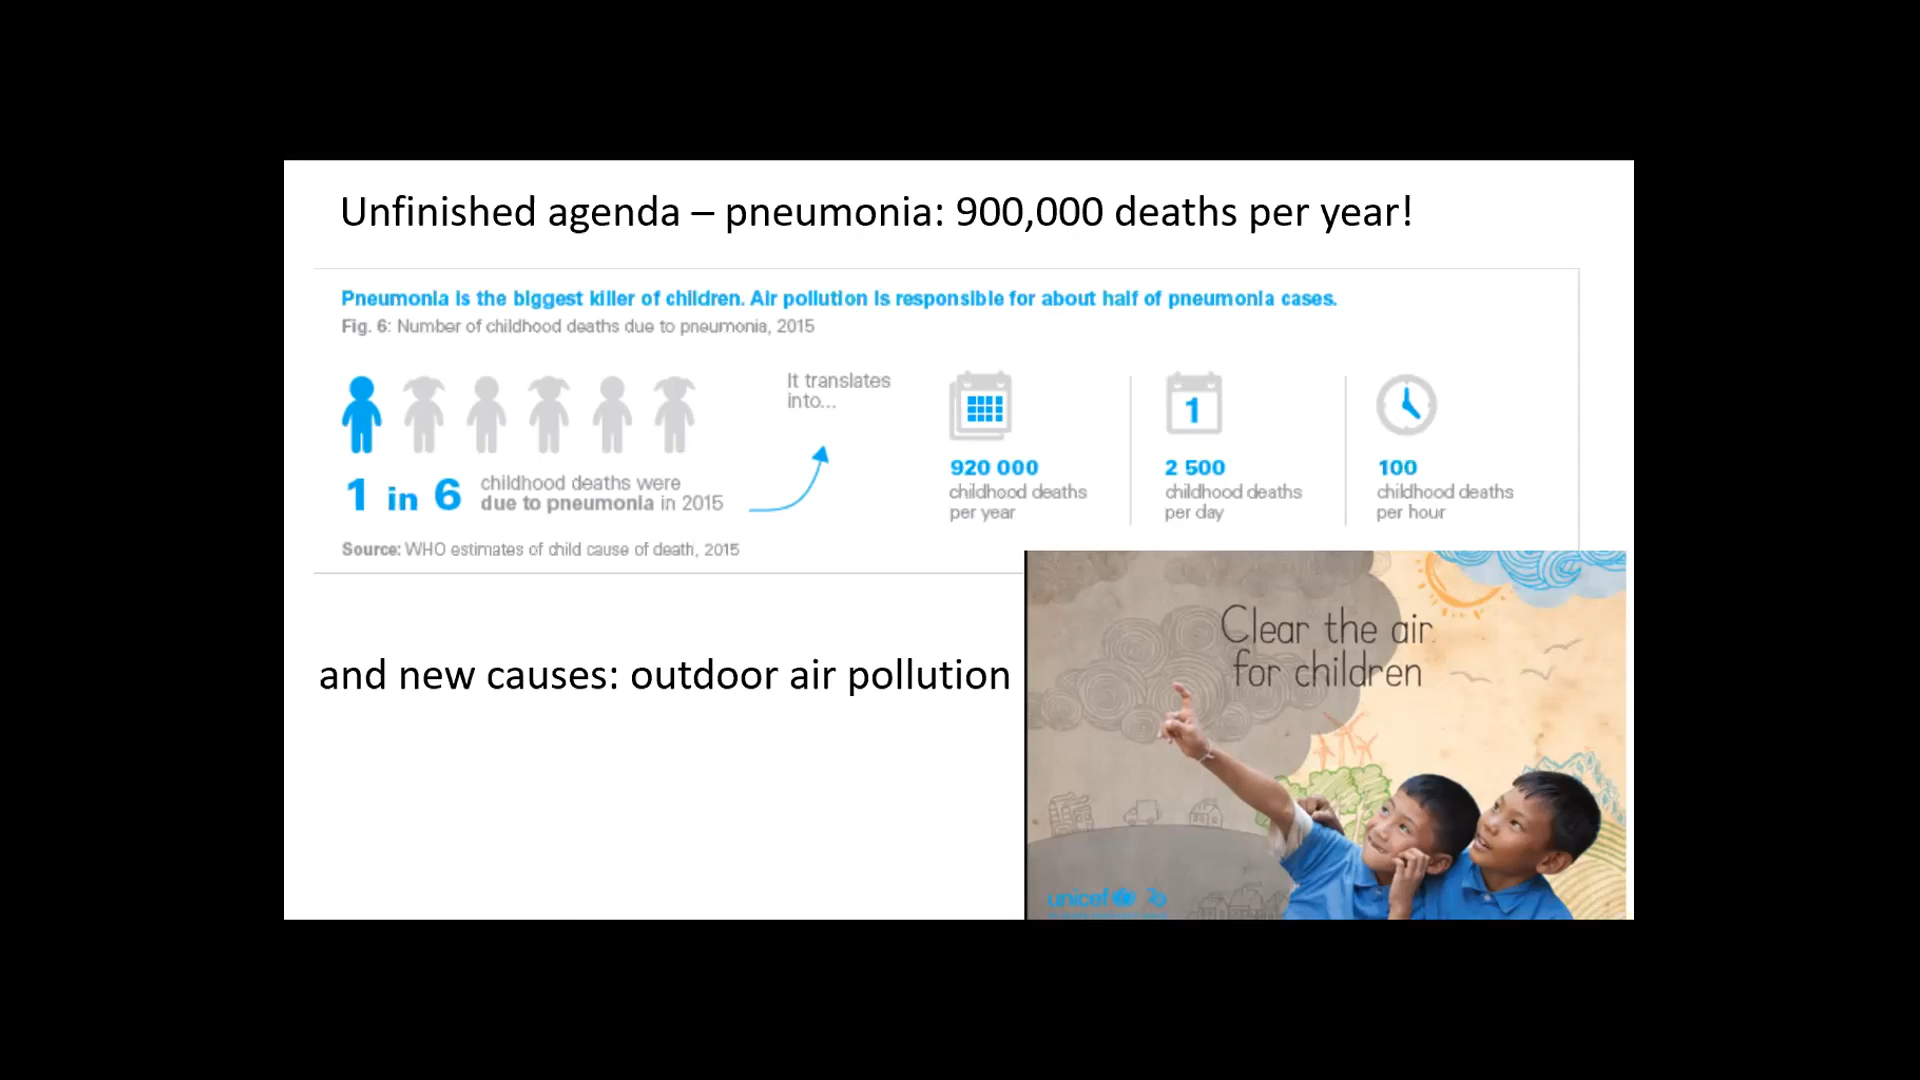 Unfinished agenda – pneumonia: 900,000 deaths per year!
Pneumonia is the biggest killer of children. Air pollution is responsible for about half of pneumonia cases.
Fig. 6: Number of childhood deaths due to pneumonia, 2015
It translates
into...
1
1 in 6
childhood deaths were
due to pneumonia in 2015
920 000
childhood deaths
per year
2 500
childhood deaths
per day
100
childhood deaths
per hour
Source: WHO estimates of child cause of death, 2015
Clear the air
for children
and new causes: outdoor air pollution
unicef 70